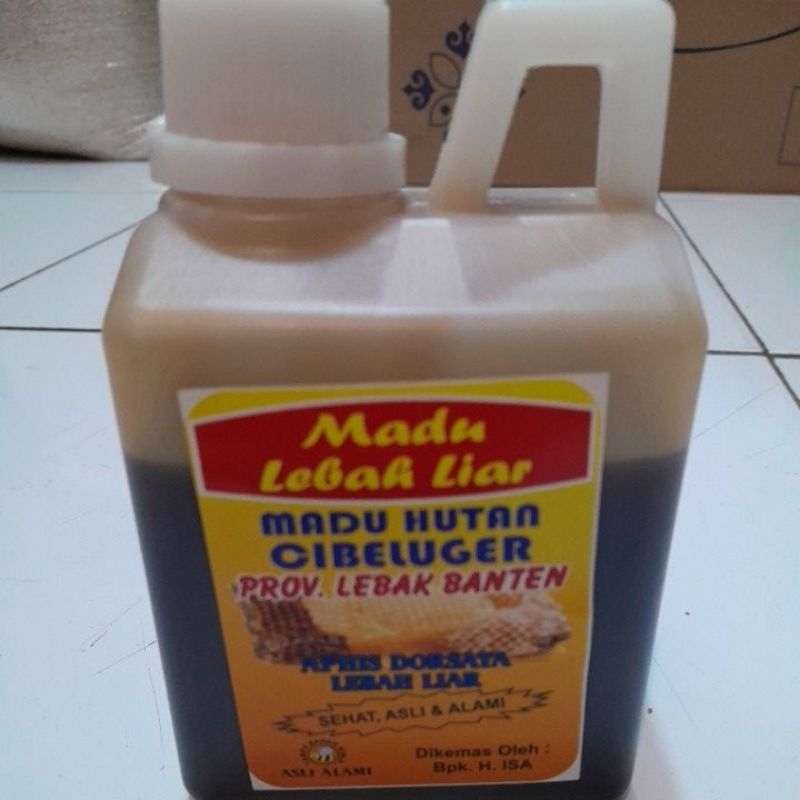 Madu
Lebah Liar
MADU HUTAN
CIBELUGER
PROV. LEBAK BANTEN
APHIS DORSATA
LEBAH LIAR
SEHAT, ASLI & ALAMI
ASLI ALAMI
Dikemas Oleh :
Bpk. H. ISA